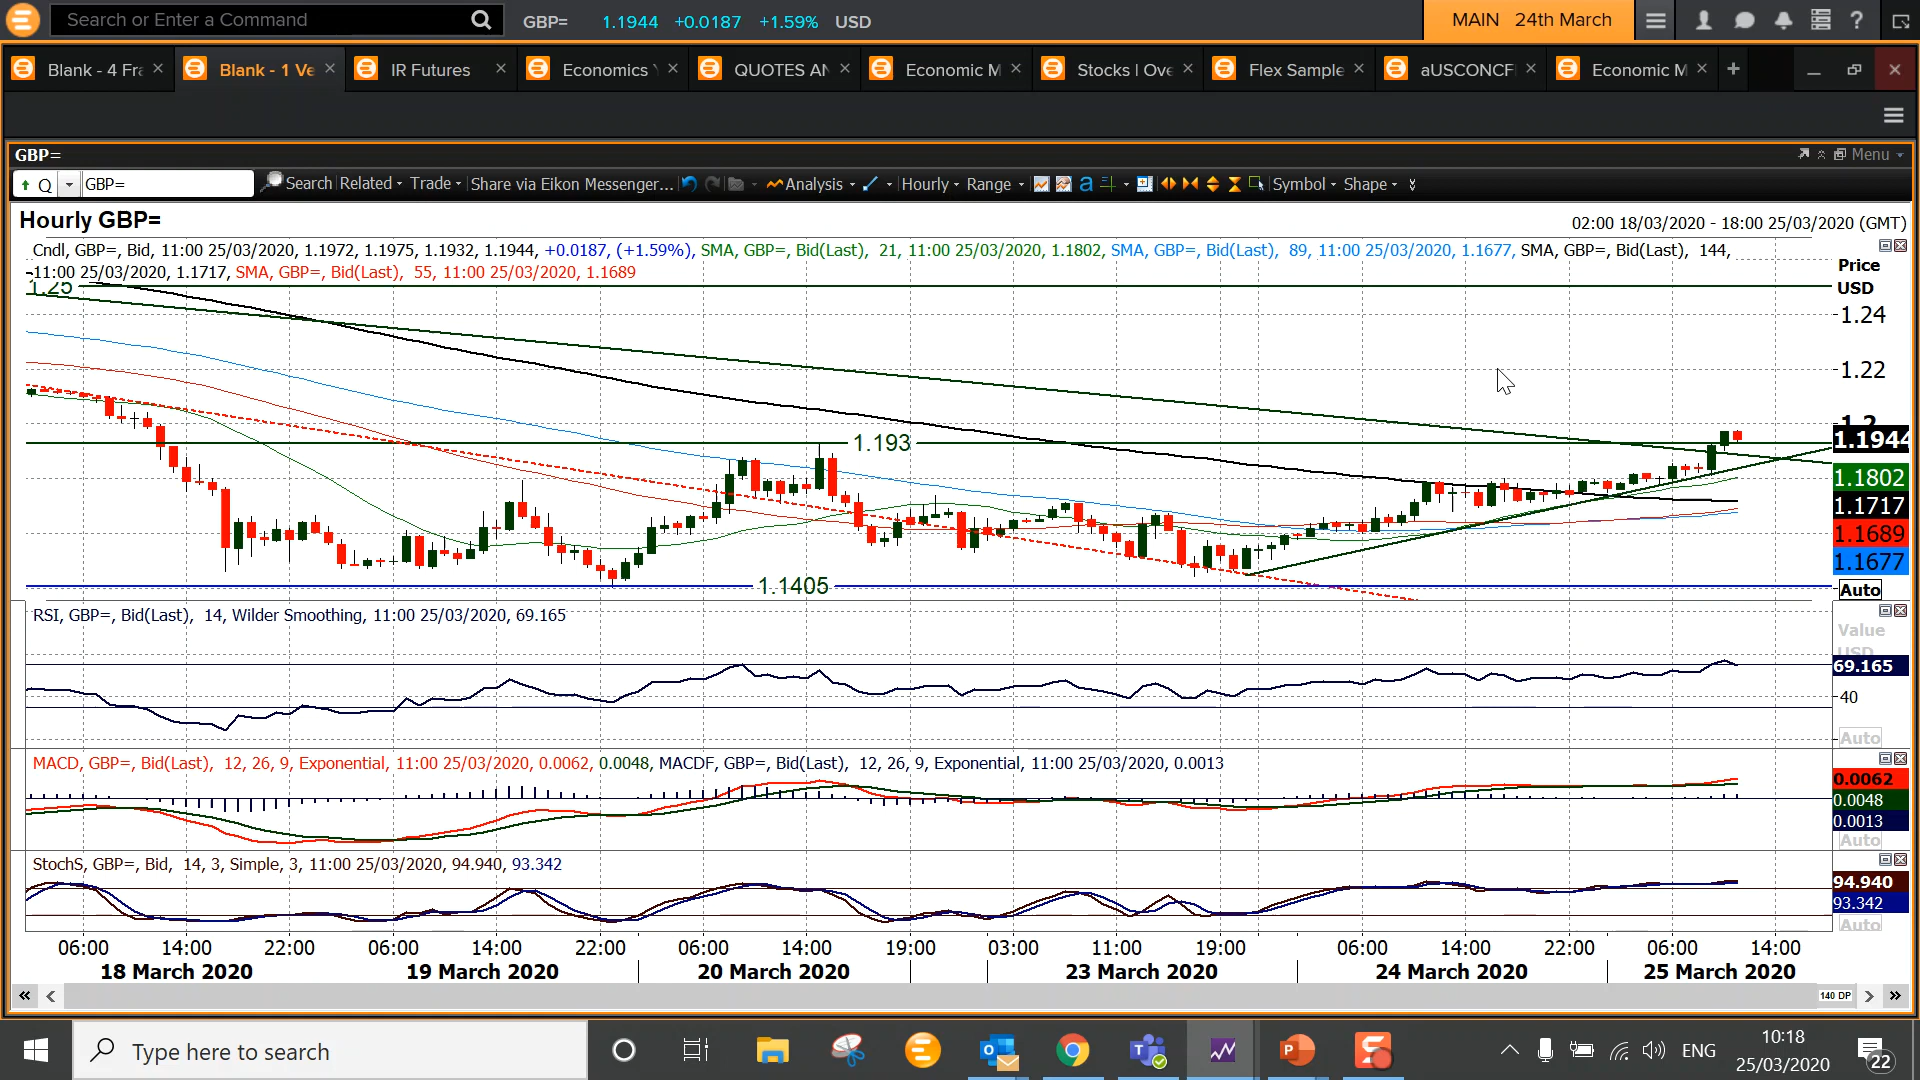 Search or Enter a Command GBP= 1.1944 +0.0187 +1.59% USD MAIN 24th March
Blank - 4 Fra Blank - 1 Ve IR Futures Economics Y QUOTES AN Economic M Stocks | Ove Flex Sample aUSCONCF Economic M
GBP= Menu
Q GBP= Search Related Trade Share via Eikon Messenger... Analysis Hourly Range Symbol Shape
Hourly GBP= 02:00 18/03/2020 - 18:00 25/03/2020 (GMT)
Cndl, GBP=, Bid, 11:00 25/03/2020, 1.1972, 1.1975, 1.1932, 1.1944, +0.0187, (+1.59%), SMA, GBP=, Bid(Last), 21, 11:00 25/03/2020, 1.1802, SMA, GBP=, Bid(Last), 89, 11:00 25/03/2020, 1.1677, SMA, GBP=, Bid(Last), 144,
11:00 25/03/2020, 1.1717, SMA, GBP=, Bid(Last), 55, 11:00 25/03/2020, 1.1689
Price
USD
1.25
1.24
1.22
1.2
1.193
1.1944
1.1802
1.1717
1.1689
1.1677
1.1405
Auto
RSI, GBP=, Bid(Last), 14, Wilder Smoothing, 11:00 25/03/2020, 69.165
Value
USD
69.165
40
Auto
MACD, GBP=, Bid(Last), 12, 26, 9, Exponential, 11:00 25/03/2020, 0.0062, 0.0048, MACDF, GBP=, Bid(Last), 12, 26, 9, Exponential, 11:00 25/03/2020, 0.0013
0.0062
0.0048
0.0013
Auto
StochS, GBP=, Bid, 14, 3, Simple, 3, 11:00 25/03/2020, 94.940, 93.342
94.940
93.342
Auto
06:00 14:00 22:00 06:00 14:00 22:00 06:00 14:00 19:00 03:00 11:00 19:00 06:00 14:00 22:00 06:00 14:00
18 March 2020 19 March 2020 20 March 2020 23 March 2020 24 March 2020 25 March 2020
140 DP
Type here to search ENG 10:18
25/03/2020 22